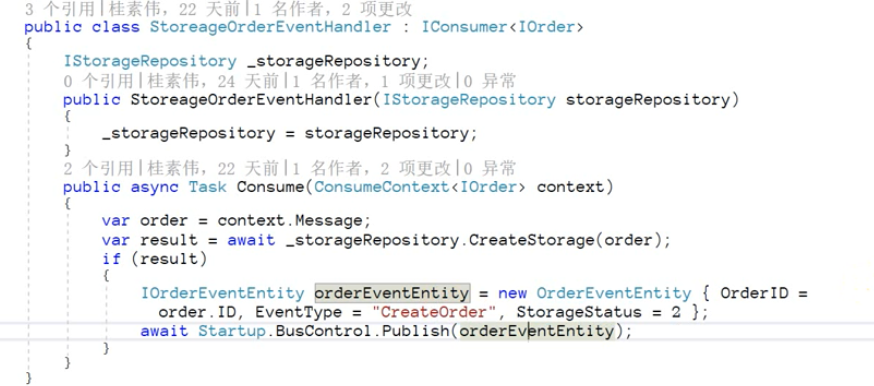 3 个引用|桂素伟，22 天前|1 名作者，2 项更改
public class StoreageOrderEventHandler : IConsumer<IOrder>
{
IStorageRepository _storageRepository;
0 个引用|桂素伟，24 天前|1 名作者，1 项更改|0 异常
public StoreageOrderEventHandler(IStorageRepository storageRepository)
{
_storageRepository = storageRepository;
}
2 个引用|桂素伟，22 天前|1 名作者，2 项更改|0 异常
public async Task Consume(ConsumeContext<IOrder> context)
{
var order = context.Message;
var result = await _storageRepository.CreateStorage(order);
if (result)
{
IOrderEventEntity orderEventEntity = new OrderEventEntity { OrderID =
order.ID, EventType = "CreateOrder", StorageStatus = 2 };
await Startup.BusControl.Publish(orderEventEntity);
}
}
}